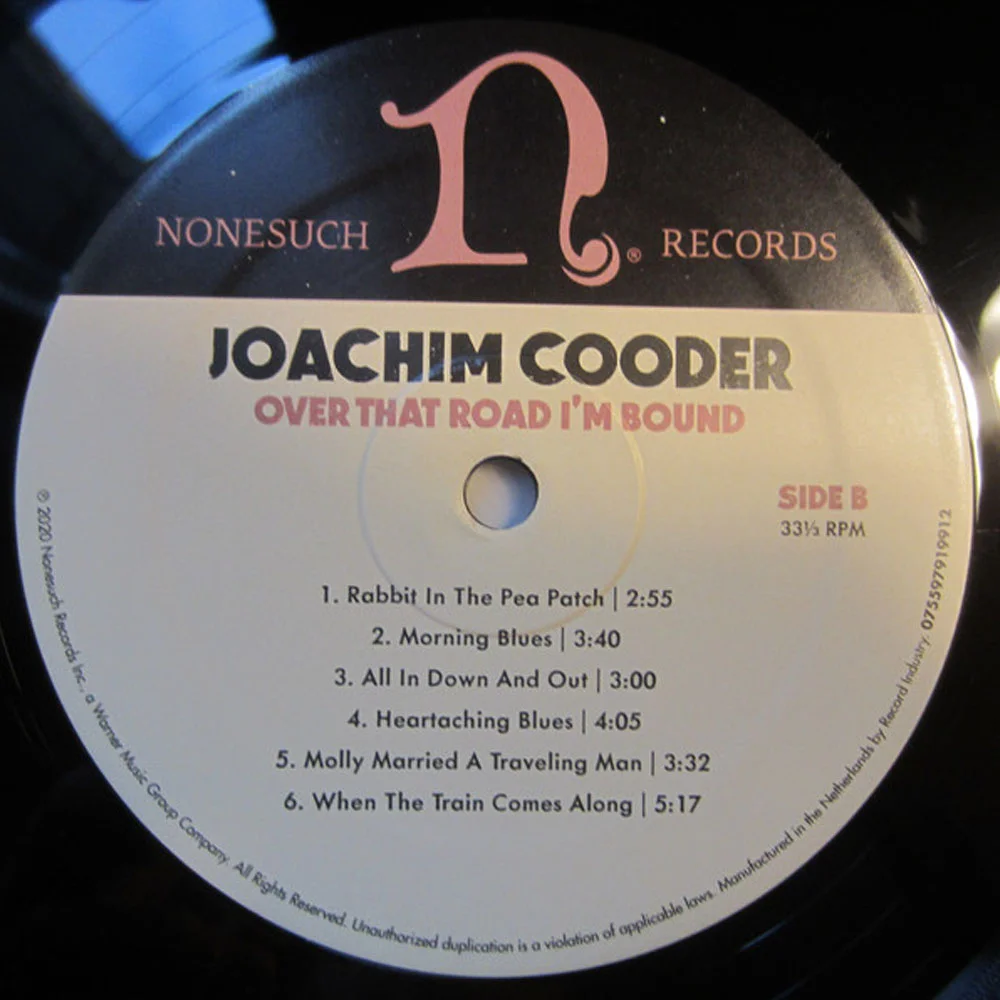 NONESUCH n® RECORDS
JOACHIM COODER
OVER THAT ROAD I'M BOUND
SIDE B
33⅓ RPM
1. Rabbit In The Pea Patch | 2:55
2. Morning Blues | 3:40
3. All In Down And Out | 3:00
4. Heartaching Blues | 4:05
5. Molly Married A Traveling Man | 3:32
6. When The Train Comes Along | 5:17
℗ 2020 Nonesuch Records Inc., a Warner Music Group Company. All Rights Reserved. Unauthorized duplication is a violation of applicable laws. Manufactured in the Netherlands by Record Industry. 075597919912